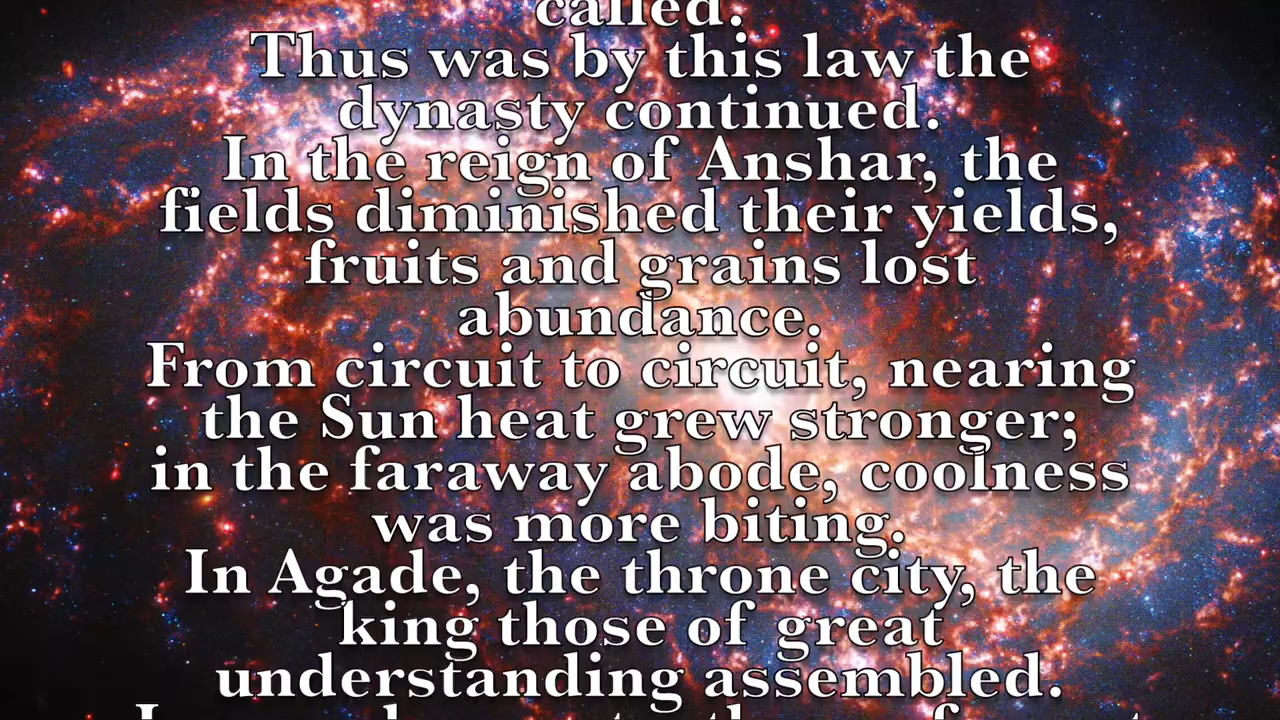 called.
Thus was by this law the
dynasty continued.
In the reign of Anshar, the
fields diminished their yields,
fruits and grains lost
abundance.
From circuit to circuit, nearing
the Sun heat grew stronger;
in the faraway abode, coolness
was more biting.
In Agade, the throne city, the
king those of great
understanding assembled.